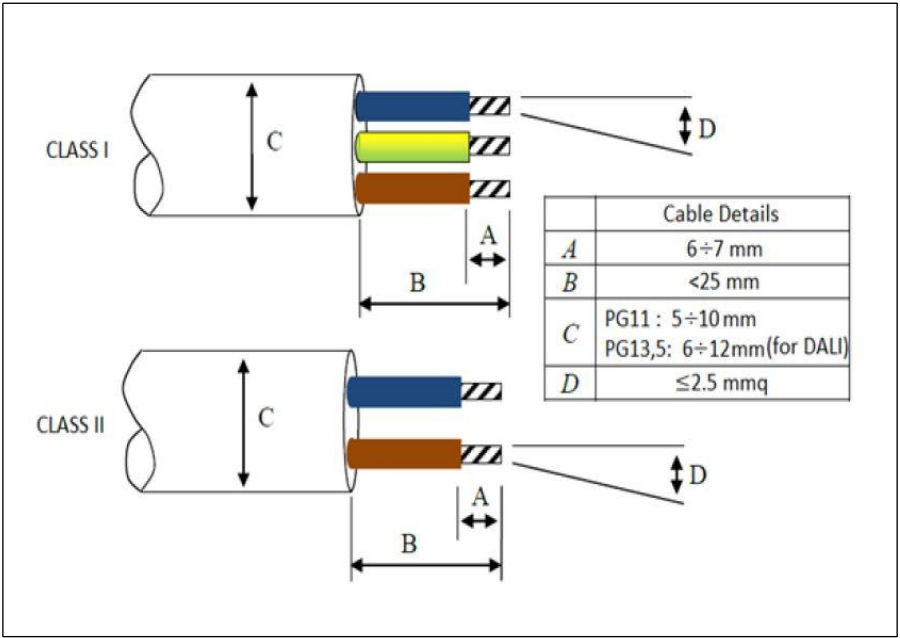 CLASS I
C
D
A
B
Cable Details
A 6÷7 mm
B <25 mm
C PG11 : 5÷10 mm
PG13,5: 6÷12mm(for DALI)
D ≤2.5 mmq
CLASS II
C
D
A
B